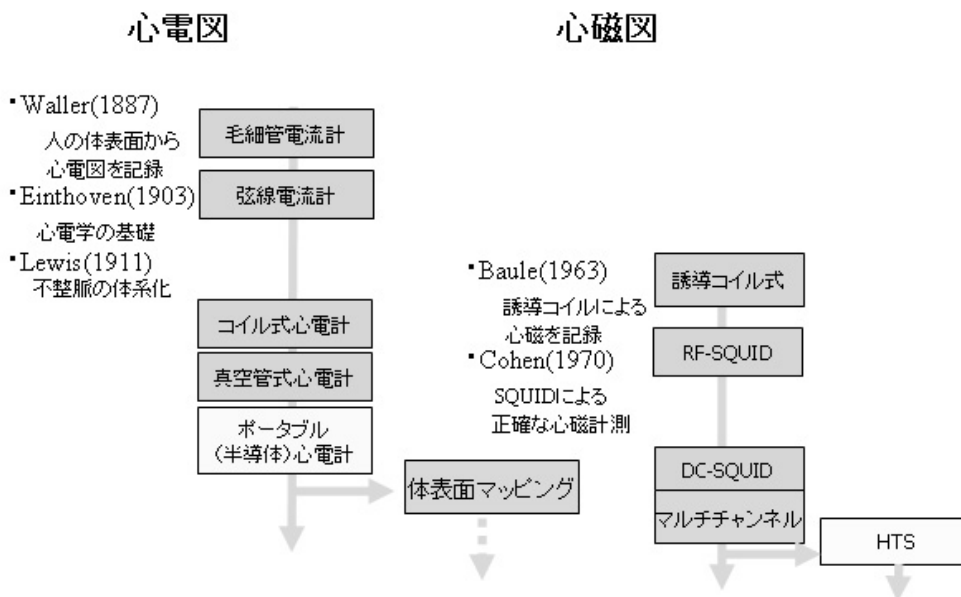 心電図
心磁図
・Waller(1887)
人の体表面から
心電図を記録
・Einthoven(1903)
心電学の基礎
・Lewis(1911)
不整脈の体系化
毛細管電流計
弦線電流計
コイル式心電計
真空管式心電計
ポータブル
(半導体)心電計
体表面マッピング
・Baule(1963)
誘導コイルによる
心磁を記録
・Cohen(1970)
SQUIDによる
正確な心磁計測
誘導コイル式
RF-SQUID
DC-SQUID
マルチチャンネル
HTS